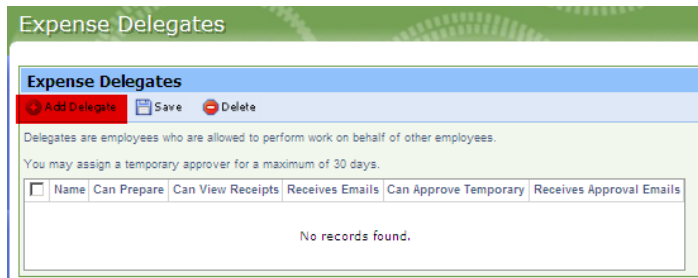 Expense Delegates
Expense Delegates
Add Delegate Save Delete
Delegates are employees who are allowed to perform work on behalf of other employees.
You may assign a temporary approver for a maximum of 30 days.
Name Can Prepare Can View Receipts Receives Emails Can Approve Temporary Receives Approval Emails
No records found.